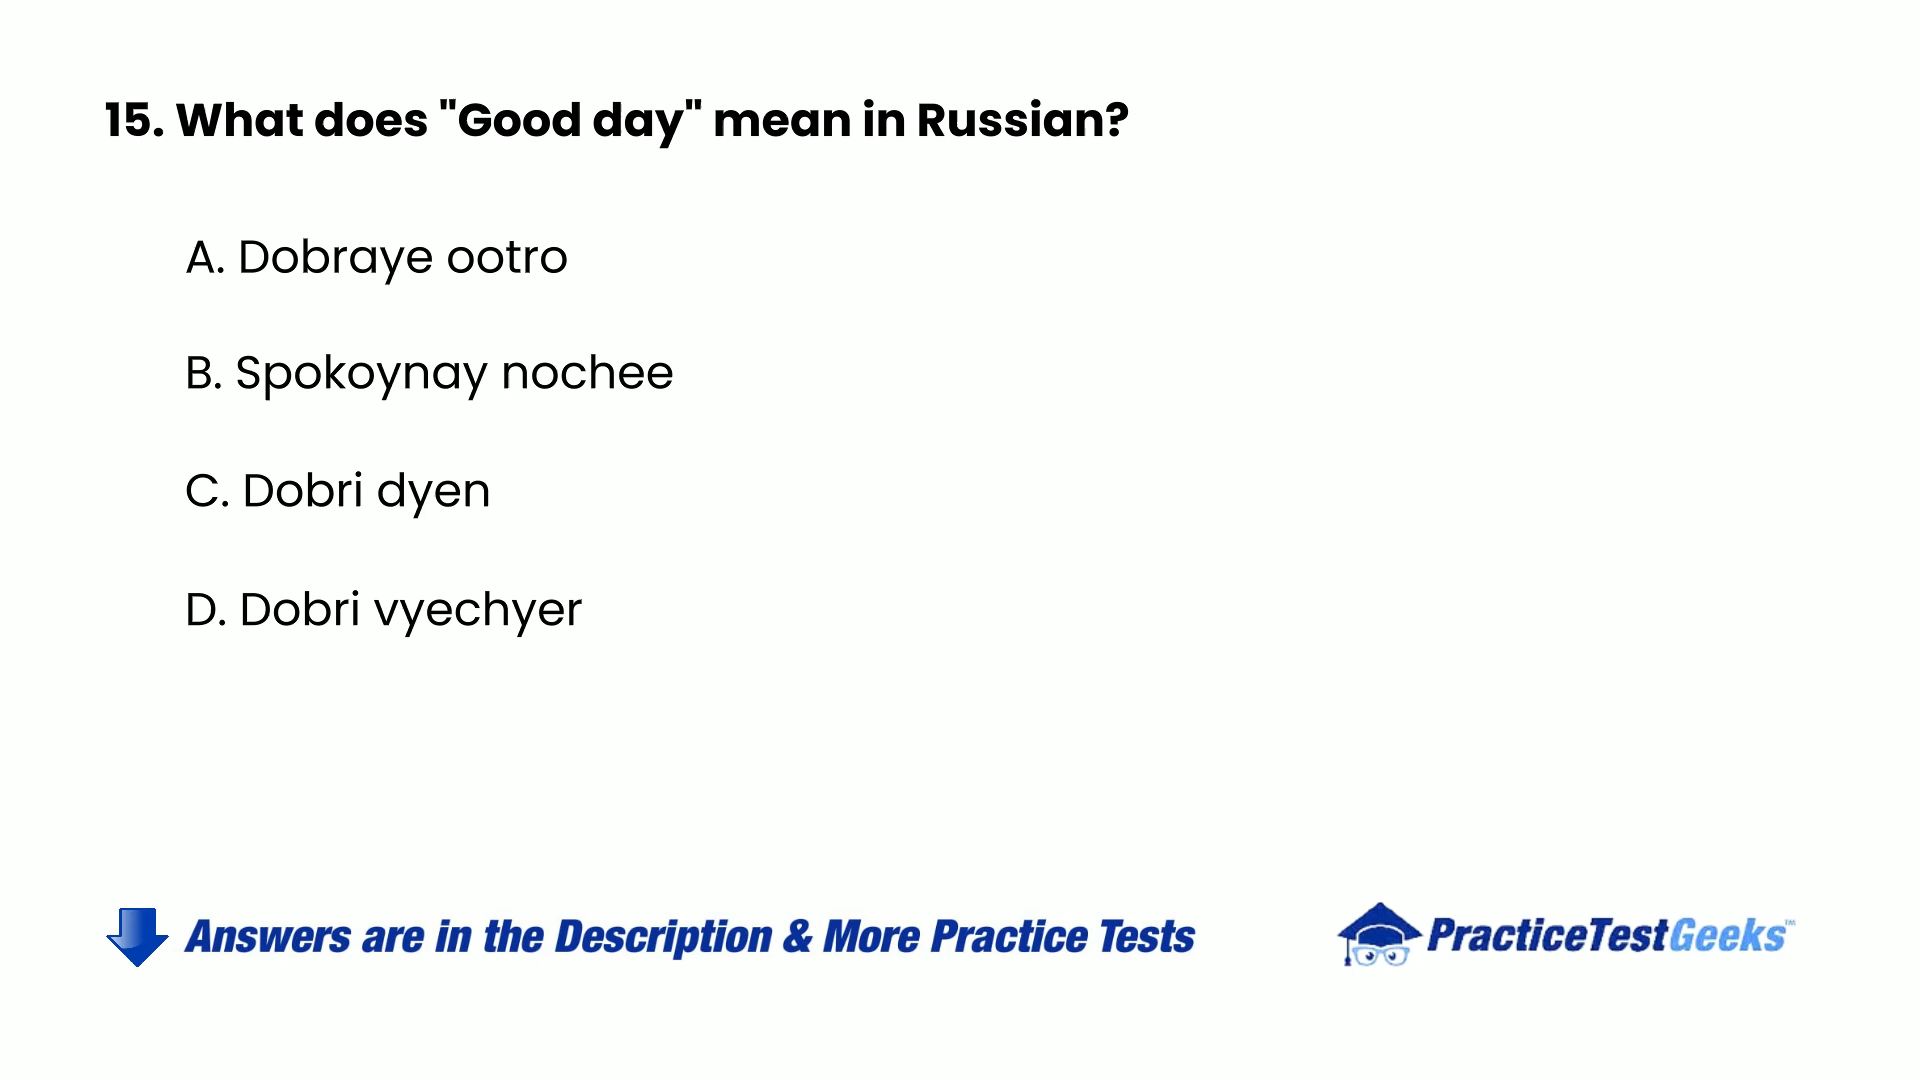 15. What does "Good day" mean in Russian?
A. Dobraye ootro
B. Spokoynay nochee
C. Dobri dyen
D. Dobri vyechyer
Answers are in the Description & More Practice Tests
PracticeTestGeeks™